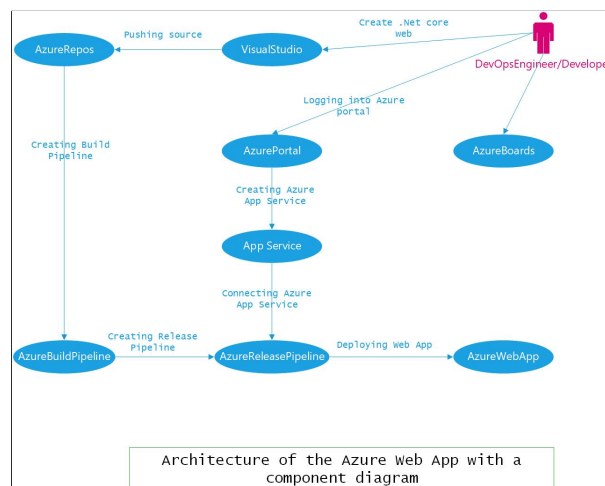 Create .Net core
web
Pushing source
AzureRepos
VisualStudio
DevOpsEngineer/Develope
Logging into Azure
portal
Creating Build
Pipeline
AzurePortal
AzureBoards
Creating Azure
App Service
App Service
Connecting Azure
App Service
Creating Release
Pipeline
Deploying Web App
AzureBuildPipeline
AzureReleasePipeline
AzureWebApp
Architecture of the Azure Web App with a
component diagram